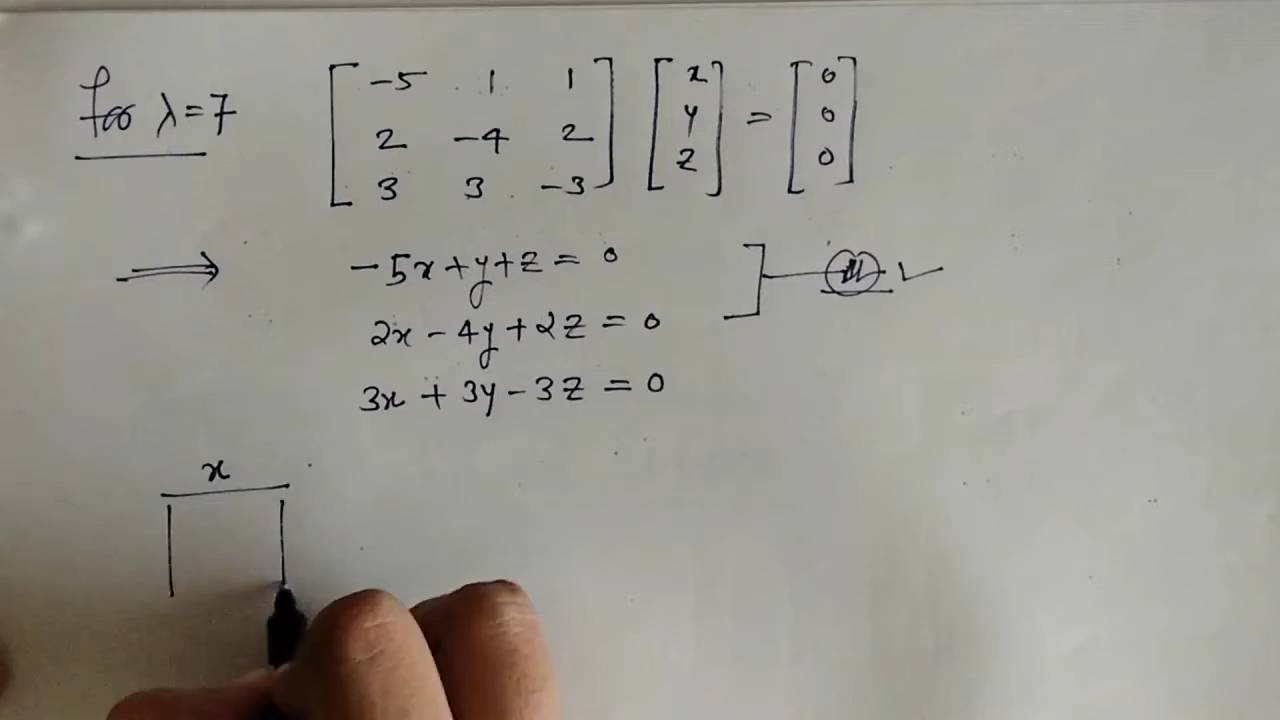 for λ=7 [ -5 1 1 ] [ x ] = [ 0 ]
[ 2 -4 2 ] [ y ] [ 0 ]
[ 3 3 -3 ] [ z ] [ 0 ]
⟹ -5x+y+z = 0
2x - 4y + 2z = 0
3x + 3y - 3z = 0
x